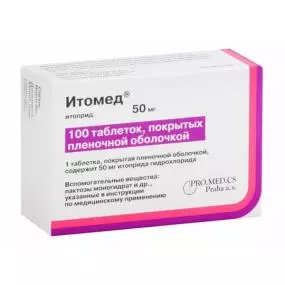 Итомед®
итоприд
50 мг
100 таблеток, покрытых
пленочной оболочкой
1 таблетка, покрытая пленочной оболочкой,
содержит 50 мг итоприда гидрохлорида
Вспомогательные вещества:
лактозы моногидрат и др.,
указанные в инструкции
по медицинскому применению
PRO.MED.CS
Praha a.s.